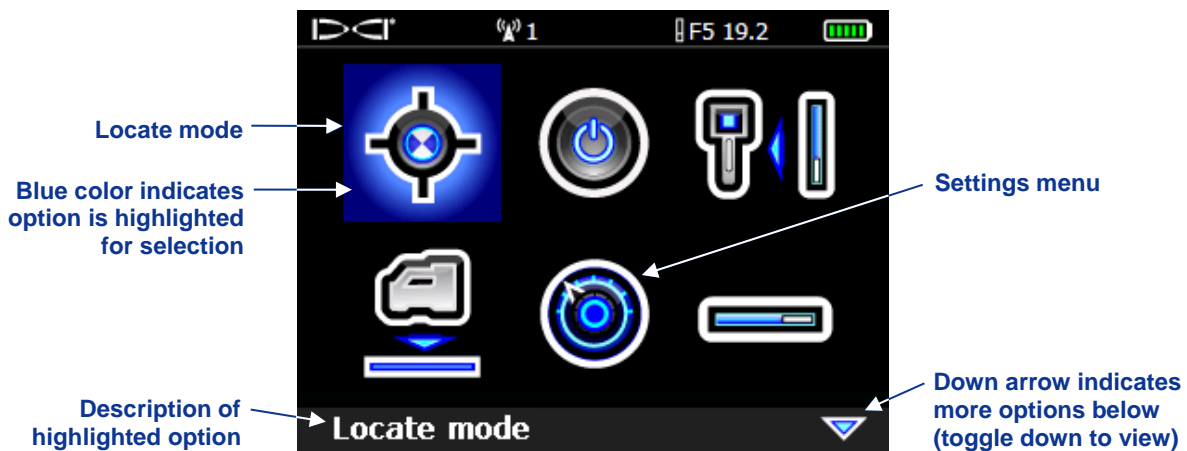 DCI
1
F5 19.2
Locate mode
Blue color indicates
option is highlighted
for selection
Settings menu
Description of
highlighted option
Locate mode
Down arrow indicates
more options below
(toggle down to view)